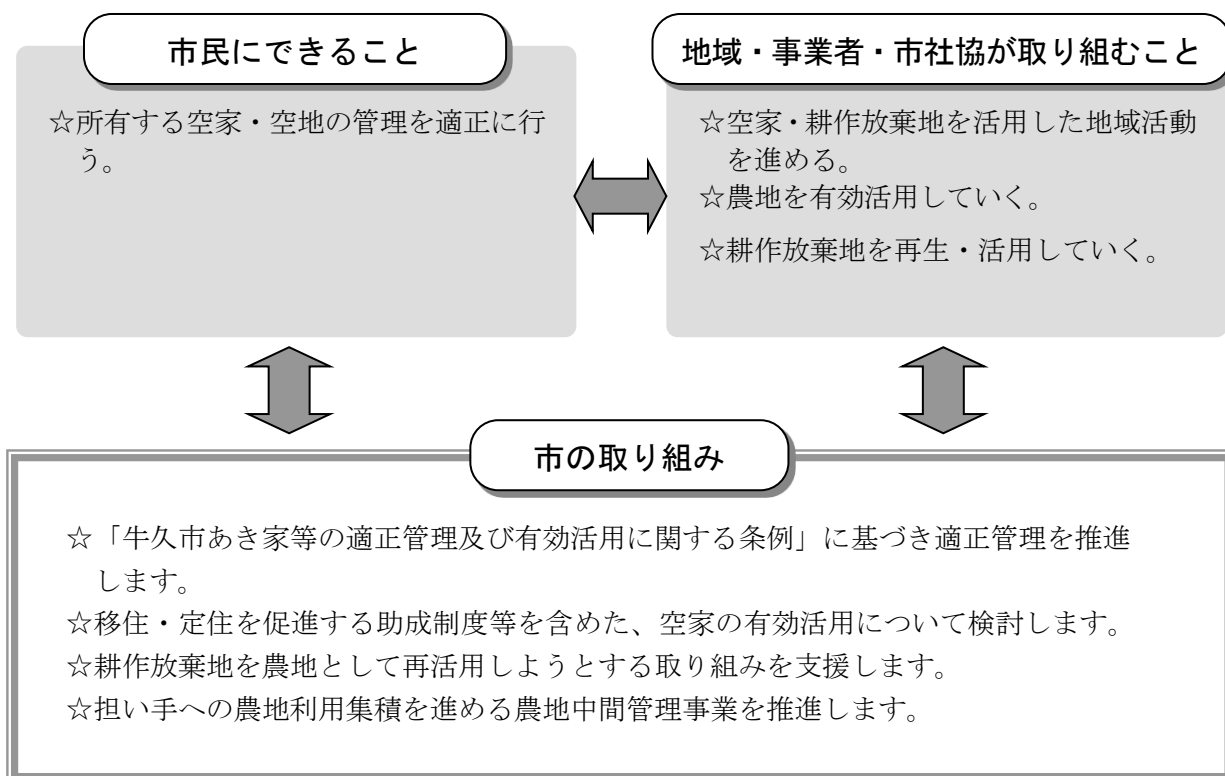 市民にできること
☆所有する空家・空地の管理を適正に行
う。
地域・事業者・市社協が取り組むこと
☆空家・耕作放棄地を活用した地域活動
を進める。
☆農地を有効活用していく。
☆耕作放棄地を再生・活用していく。
市の取り組み
☆「牛久市あき家等の適正管理及び有効活用に関する条例」に基づき適正管理を推進
します。
☆移住・定住を促進する助成制度等を含めた、空家の有効活用について検討します。
☆耕作放棄地を農地として再活用しようとする取り組みを支援します。
☆担い手への農地利用集積を進める農地中間管理事業を推進します。